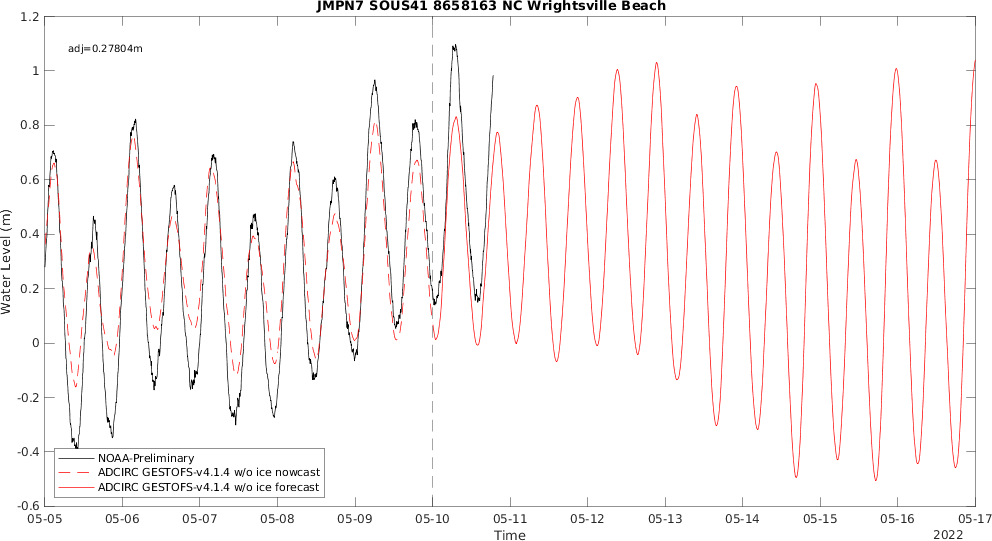 JMPN7 SOUS41 8658163 NC Wrightsville Beach
adj=0.27804m
1.2
1
0.8
0.6
0.4
0.2
0
-0.2
-0.4
-0.6
Water Level (m)
NOAA-Preliminary
ADCIRC GESTOFS-v4.1.4 w/o ice nowcast
ADCIRC GESTOFS-v4.1.4 w/o ice forecast
05-05 05-06 05-07 05-08 05-09 05-10 05-11 05-12 05-13 05-14 05-15 05-16 05-17
Time
2022